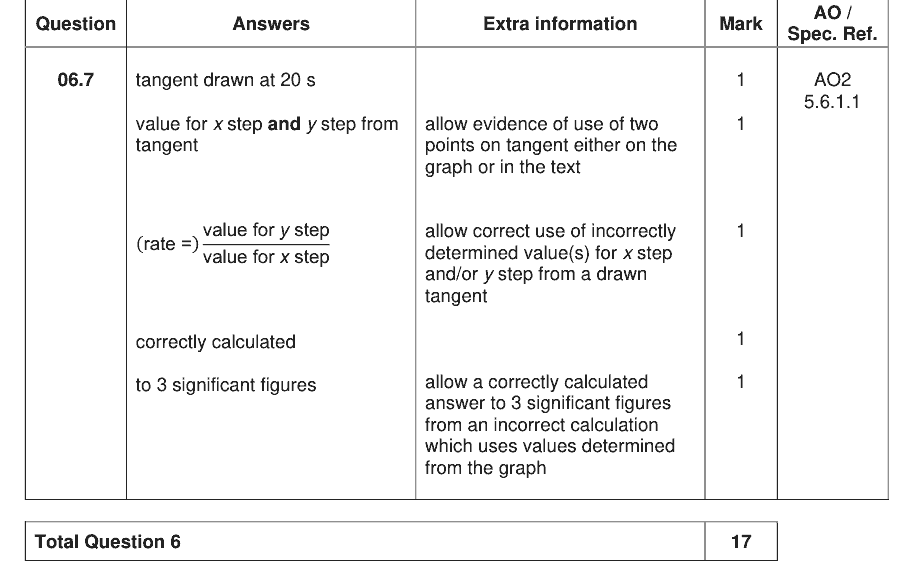 Question Answers Extra information Mark AO / Spec. Ref.
06.7 tangent drawn at 20 s 1 AO2
5.6.1.1
value for x step and y step from allow evidence of use of two 1
tangent points on tangent either on the
graph or in the text
(rate =) value for y step allow correct use of incorrectly 1
value for x step determined value(s) for x step
and/or y step from a drawn
tangent
correctly calculated 1
to 3 significant figures allow a correctly calculated 1
answer to 3 significant figures
from an incorrect calculation
which uses values determined
from the graph
Total Question 6 17